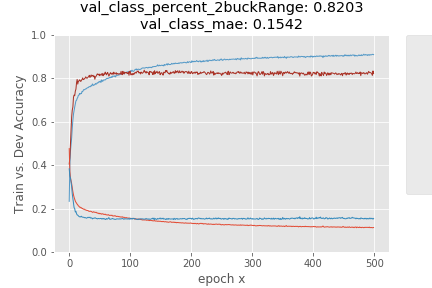 val_class_percent_2buckRange: 0.8203
val_class_mae: 0.1542
Train vs. Dev Accuracy
1.0
0.8
0.6
0.4
0.2
0.0
0 100 200 300 400 500
epoch x